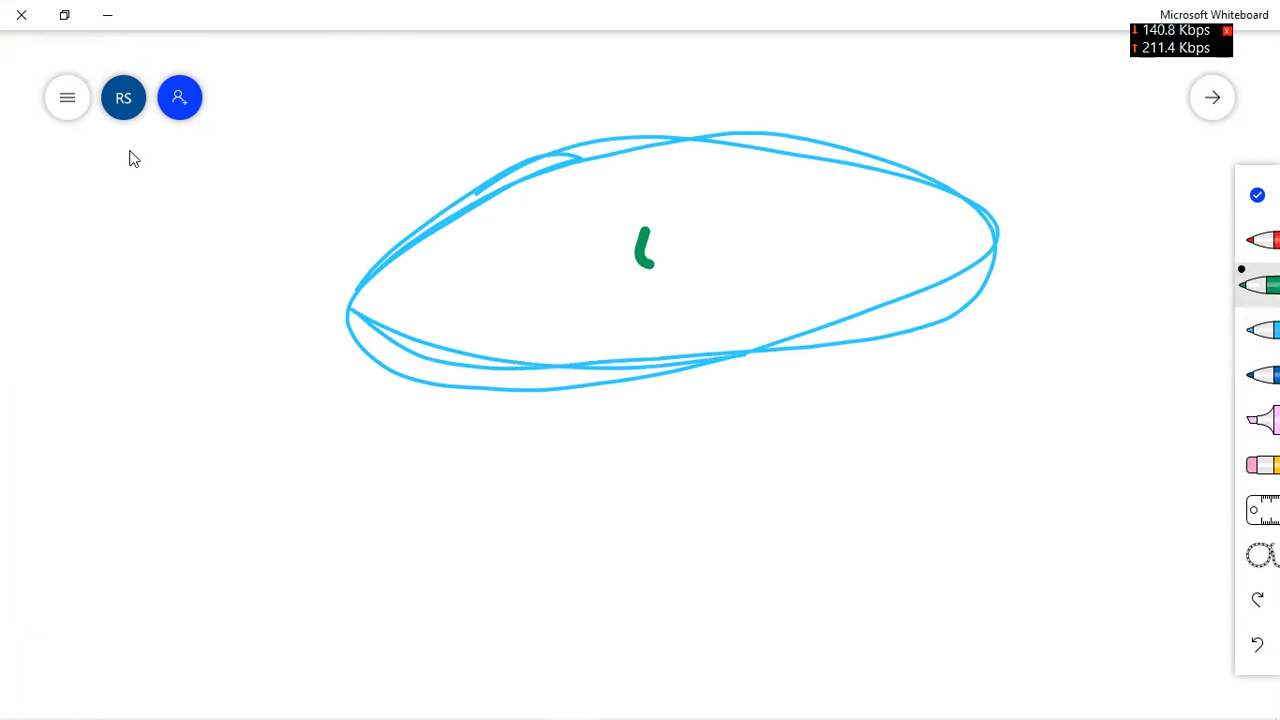 Microsoft Whiteboard
↓ 140.8 Kbps x
↑ 211.4 Kbps
RS